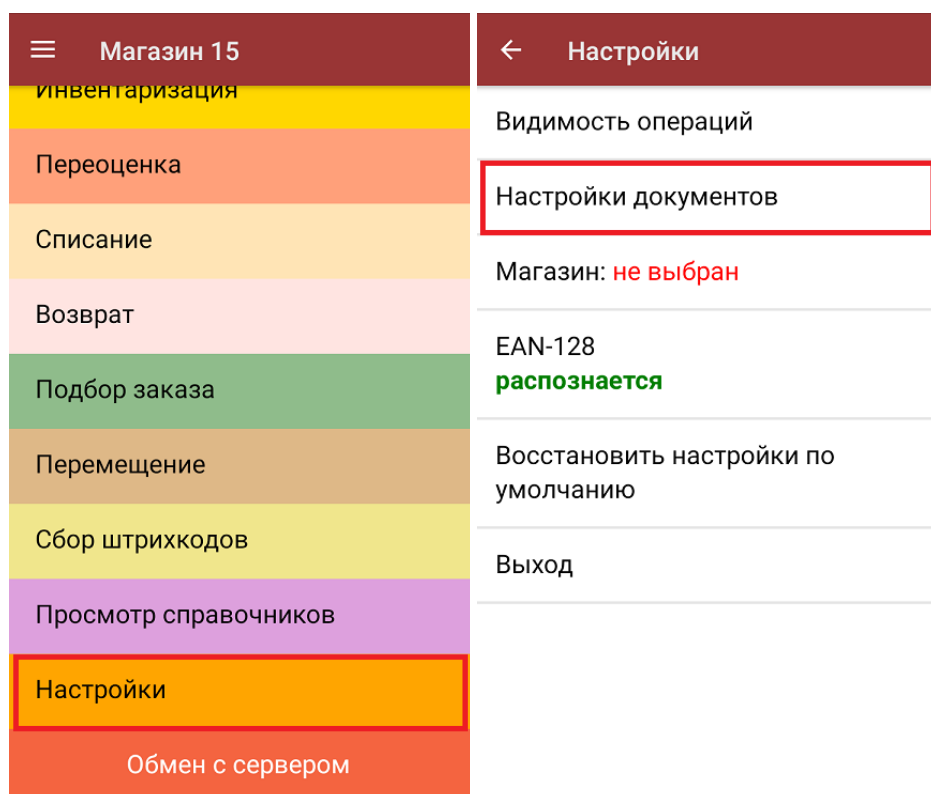 Магазин 15
Инвентаризация
Переоценка
Списание
Возврат
Подбор заказа
Перемещение
Сбор штрихкодов
Просмотр справочников
Настройки
Обмен с сервером
Настройки
Видимость операций
Настройки документов
Магазин: не выбран
EAN-128
распознается
Восстановить настройки по
умолчанию
Выход